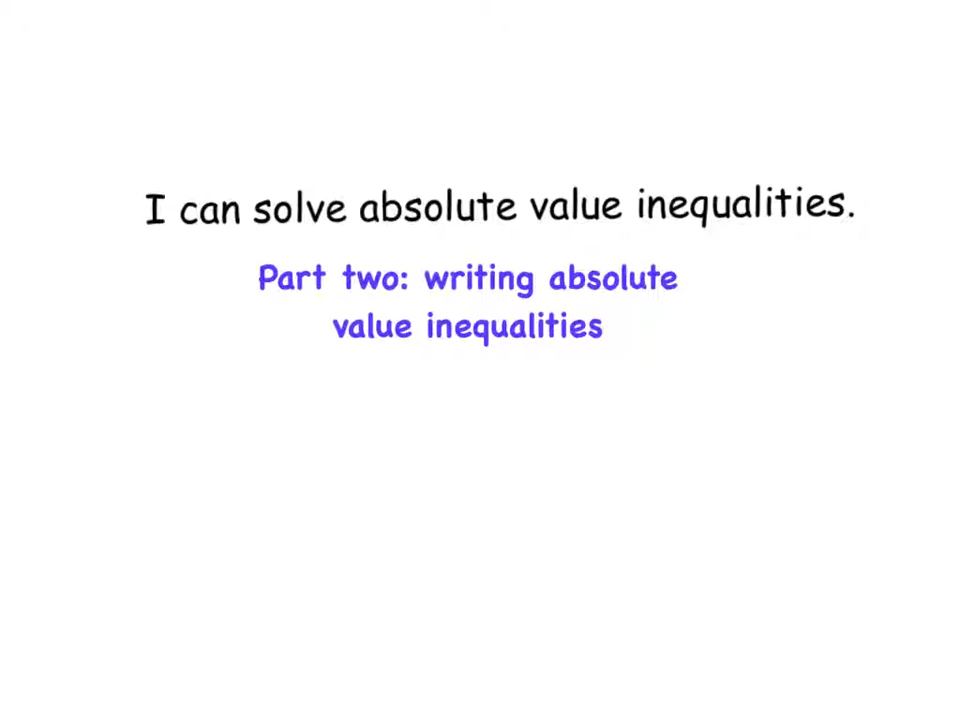 I can solve absolute value inequalities.
Part two: writing absolute
value inequalities